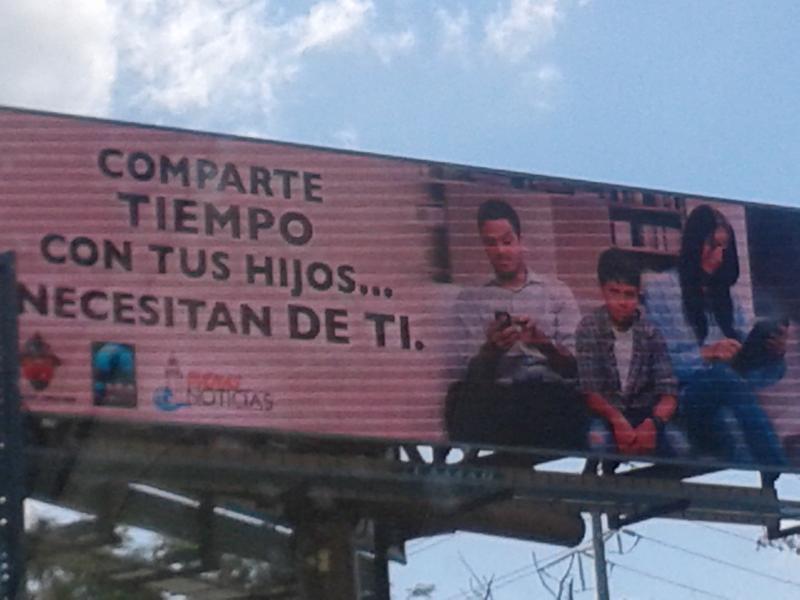 COMPARTE
TIEMPO
CON TUS HIJOS...
NECESITAN DE TI.
NOTICIAS